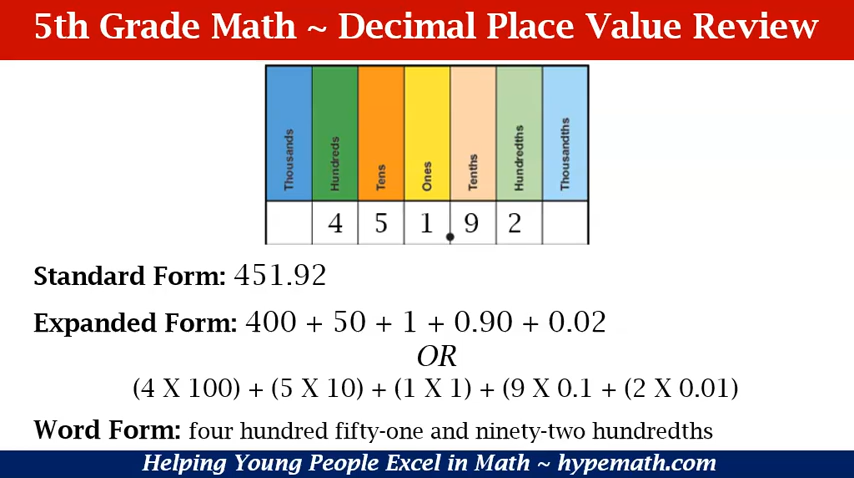 5th Grade Math ~ Decimal Place Value Review
Thousands Hundreds Tens Ones Tenths Hundredths Thousandths
4 5 1 . 9 2
Standard Form: 451.92
Expanded Form: 400 + 50 + 1 + 0.90 + 0.02
OR
(4 X 100) + (5 X 10) + (1 X 1) + (9 X 0.1 + (2 X 0.01)
Word Form: four hundred fifty-one and ninety-two hundredths
Helping Young People Excel in Math ~ hypemath.com